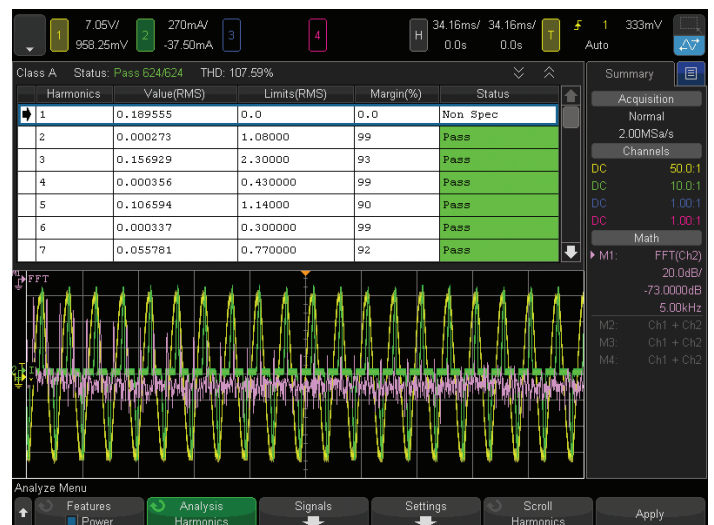 1 7.05V/ 2 270mA/ 3 4 H 34.16ms/ 34.16ms/ T 1 333mV
958.25mV -37.50mA 0.0s 0.0s Auto
Class A Status: Pass 624/624 THD: 107.59%
Harmonics Value(RMS) Limits(RMS) Margin(%) Status
1 0.189555 0.0 0.0 Non Spec
2 0.000273 1.08000 99 Pass
3 0.156929 2.30000 93 Pass
4 0.000356 0.430000 99 Pass
5 0.106594 1.14000 90 Pass
6 0.000337 0.300000 99 Pass
7 0.055781 0.770000 92 Pass
Summary
Acquisition
Normal
2.00MSa/s
Channels
DC 50.0:1
DC 10.0:1
DC 1.00:1
DC 1.00:1
Math
M1: FFT(Ch2)
20.0dB/
-73.0000dB
5.00kHz
M2: Ch1 + Ch2
M3: Ch1 + Ch2
M4: Ch1 + Ch2
FFT
Analyze Menu
Features
Power
Analysis
Harmonics
Signals
Settings
Scroll
Harmonics
Apply